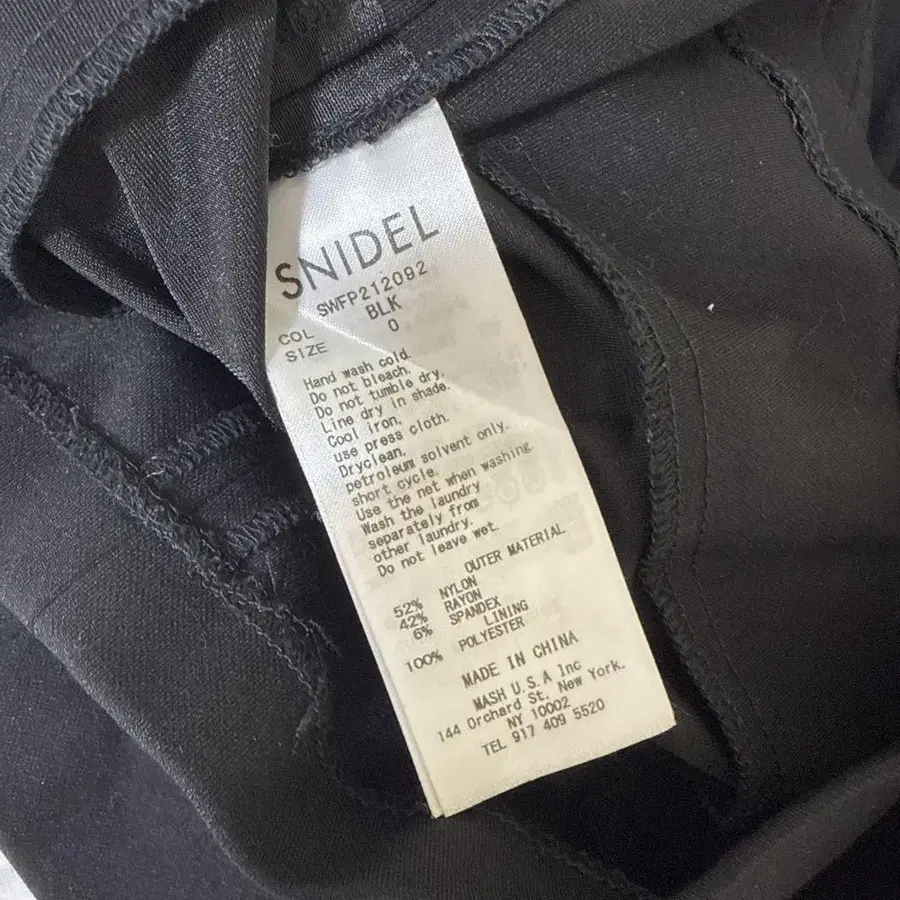 SNIDEL
SWFP212092
COL BLK
SIZE 0
Hand wash cold.
Do not bleach.
Do not tumble dry.
Line dry in shade.
Cool iron,
use press cloth.
Dryclean,
petroleum solvent only.
short cycle.
Use the net when washing.
Wash the laundry
separately from
other laundry.
Do not leave wet.
OUTER MATERIAL
52% NYLON
42% RAYON
6% SPANDEX
LINING
100% POLYESTER
MADE IN CHINA
MASH U.S.A Inc
144 Orchard St. New York.
NY 10002
TEL 917 409 5520